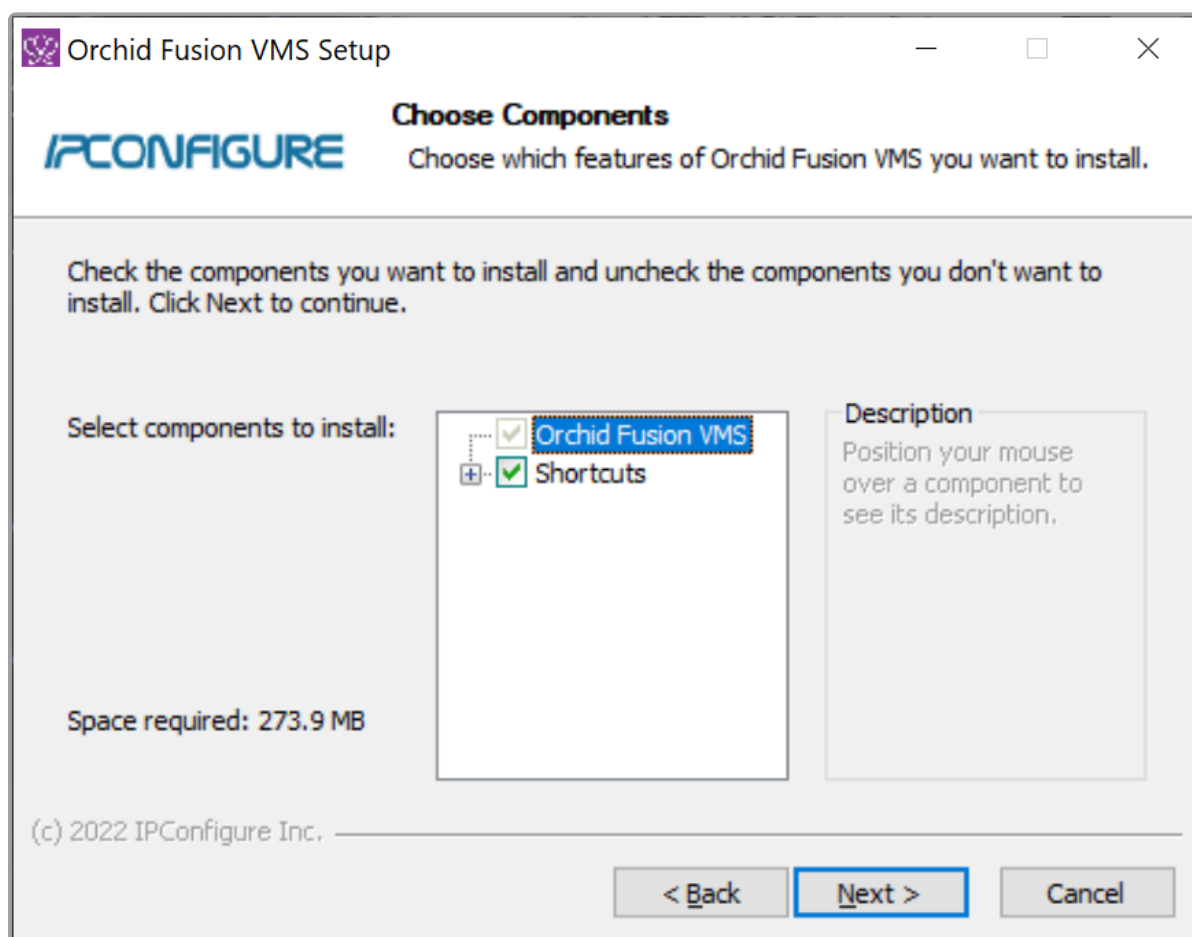 Orchid Fusion VMS Setup
IPCONFIGURE
Choose Components
Choose which features of Orchid Fusion VMS you want to install.
Check the components you want to install and uncheck the components you don't want to
install. Click Next to continue.
Select components to install:
Orchid Fusion VMS
Shortcuts
Description
Position your mouse
over a component to
see its description.
Space required: 273.9 MB
(c) 2022 IPConfigure Inc.
< Back
Next >
Cancel